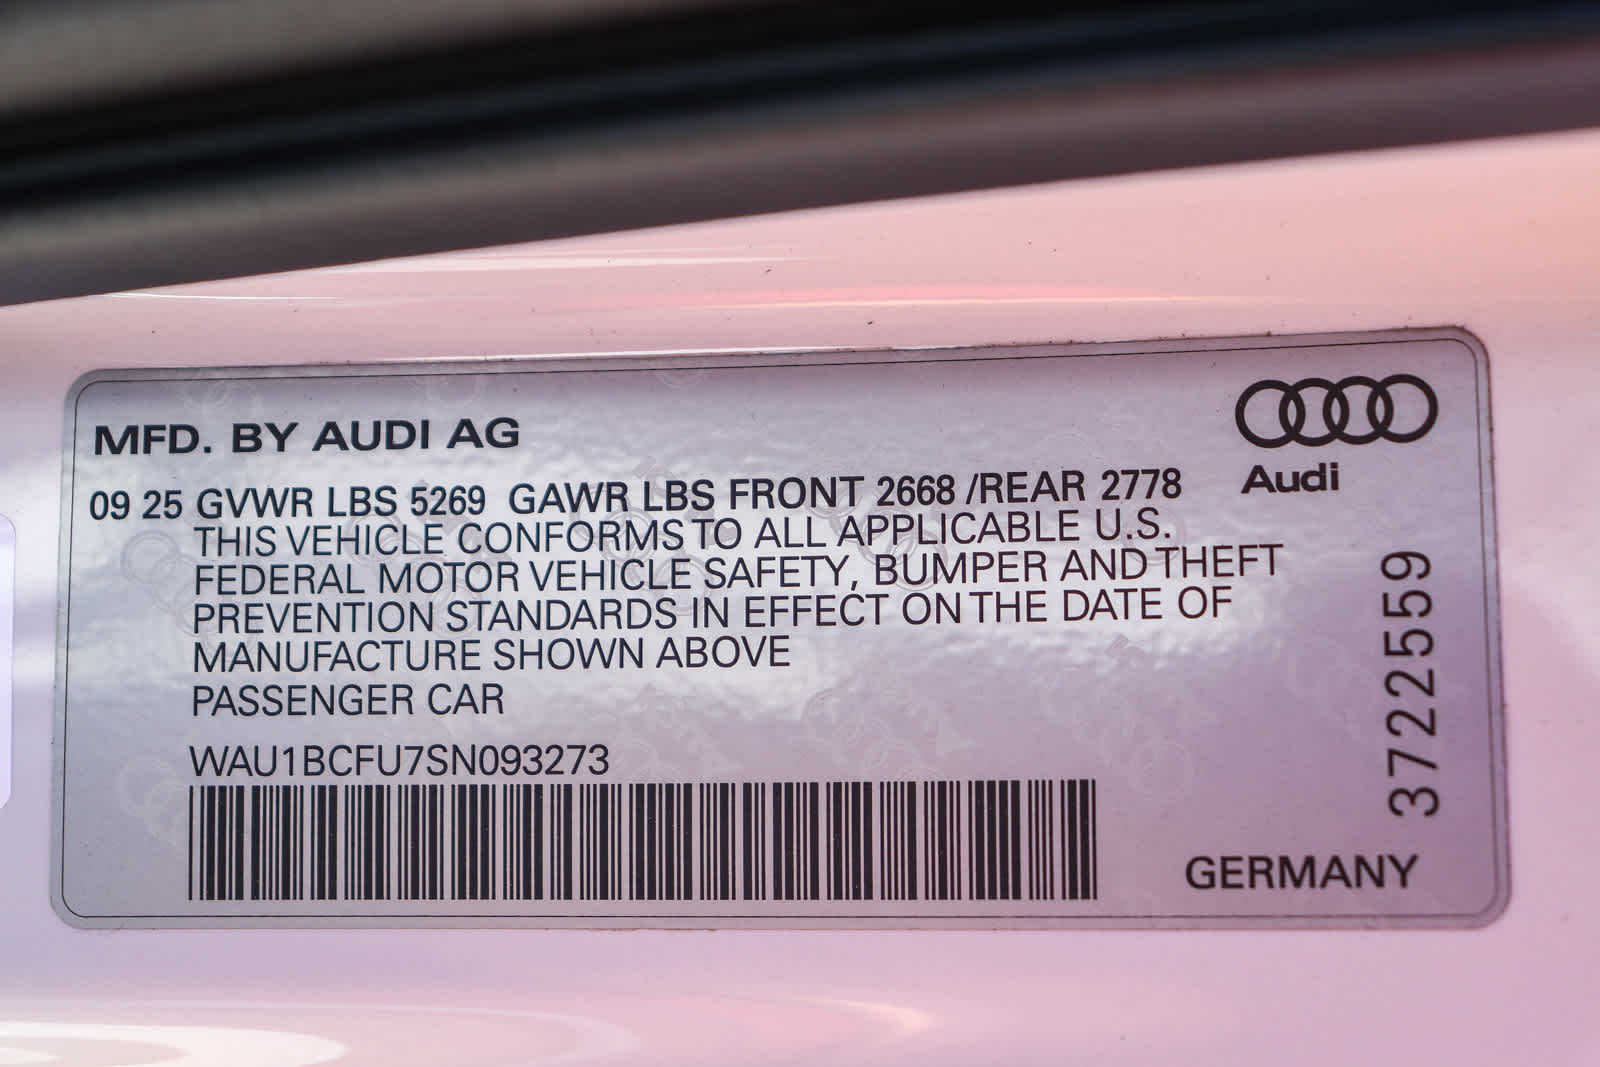 MFD. BY AUDI AG
Audi
09 25 GVWR LBS 5269 GAWR LBS FRONT 2668 /REAR 2778
THIS VEHICLE CONFORMS TO ALL APPLICABLE U.S.
FEDERAL MOTOR VEHICLE SAFETY, BUMPER AND THEFT
PREVENTION STANDARDS IN EFFECT ON THE DATE OF
MANUFACTURE SHOWN ABOVE
PASSENGER CAR
WAU1BCFU7SN093273
3722559
GERMANY